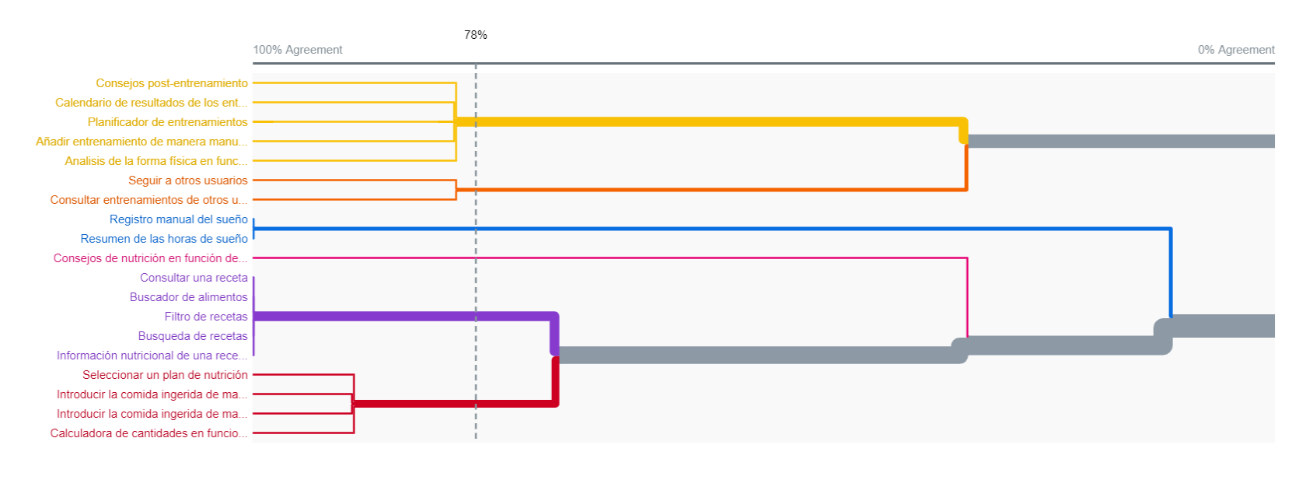 78%
100% Agreement
0% Agreement
Consejos post-entrenamiento
Calendario de resultados de los ent...
Planificador de entrenamientos
Añadir entrenamiento de manera manu...
Analisis de la forma física en func...
Seguir a otros usuarios
Consultar entrenamientos de otros u...
Registro manual del sueño
Resumen de las horas de sueño
Consejos de nutrición en función de...
Consultar una receta
Buscador de alimentos
Filtro de recetas
Busqueda de recetas
Información nutricional de una rece...
Seleccionar un plan de nutrición
Introducir la comida ingerida de ma...
Introducir la comida ingerida de ma...
Calculadora de cantidades en funcio...